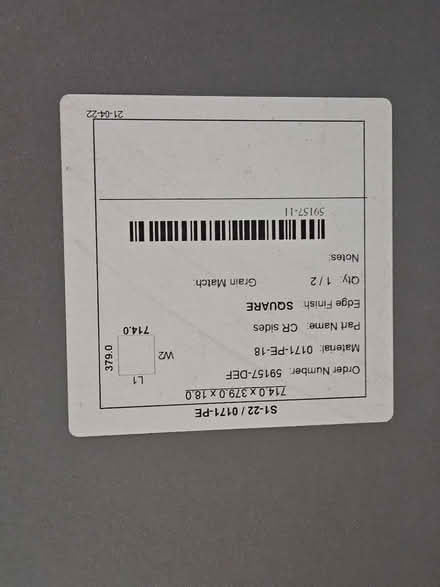 S1-22 / 0171-PE
714.0 x 379.0 x 18.0
Order Number: 59157-DEF
Material: 0171-PE-18
Part Name: CR sides
Edge Finish: SQUARE
Qty: 1 / 2 Grain Match:
Notes:
L1
W2
379.0
714.0
59157-11
21-04-22